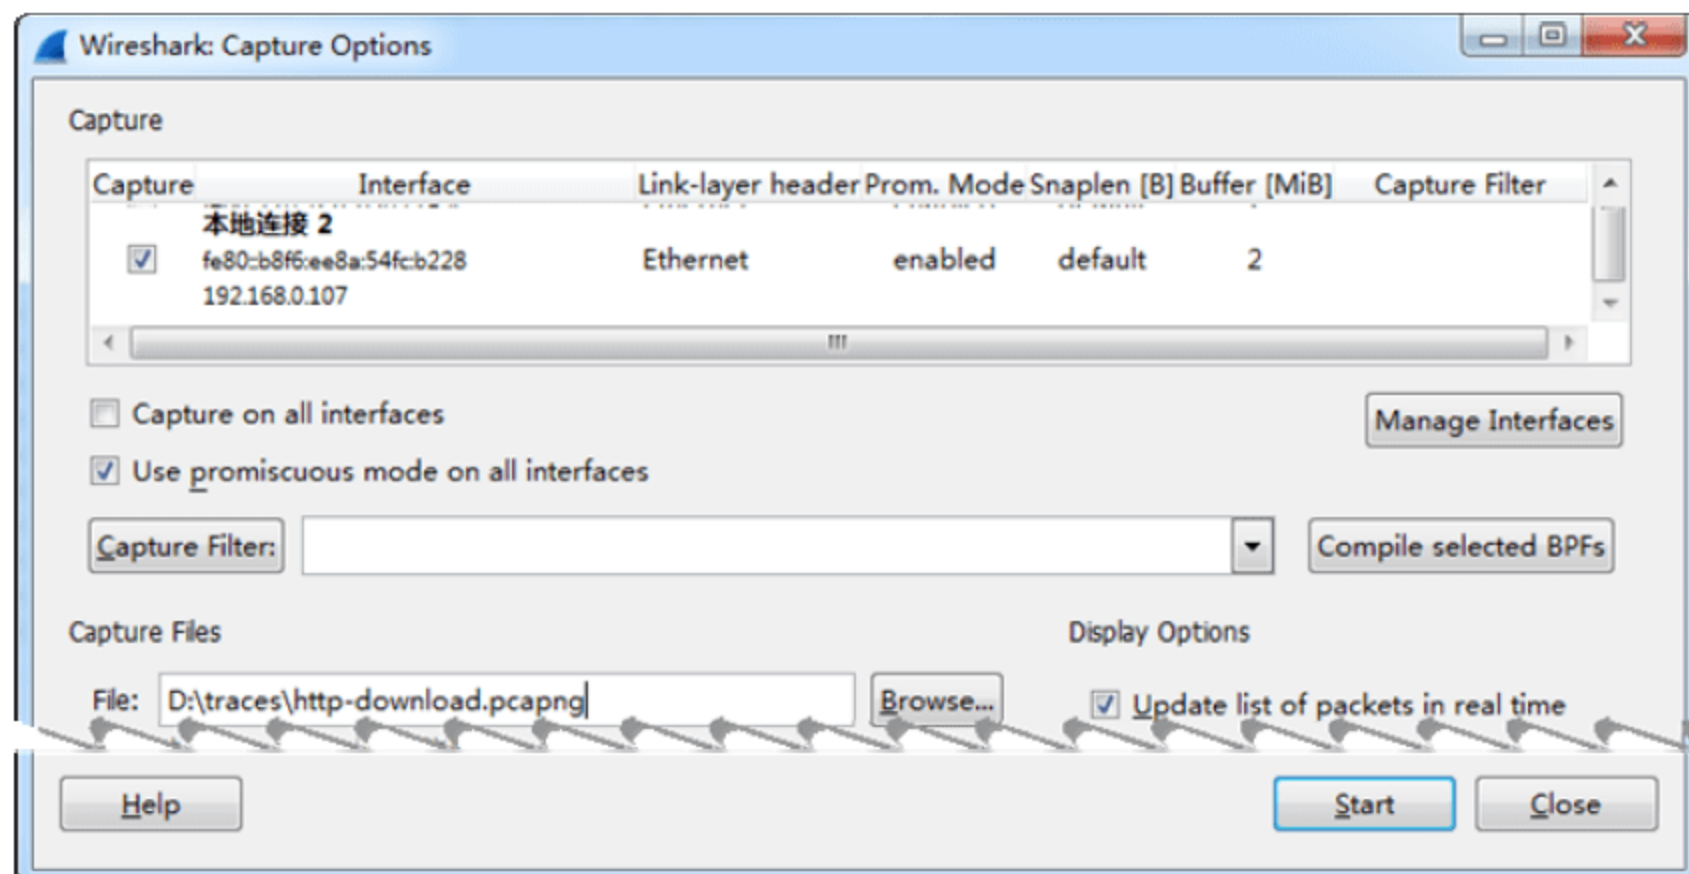 Wireshark: Capture Options
Capture
Capture Interface Link-layer header Prom. Mode Snaplen [B] Buffer [MiB] Capture Filter
本地连接 2
fe80::b8f6:ee8a:54fc:b228 Ethernet enabled default 2
192.168.0.107
Capture on all interfaces
Manage Interfaces
Use promiscuous mode on all interfaces
Capture Filter:
Compile selected BPFs
Capture Files
Display Options
File: D:\traces\http-download.pcapng Browse...
Update list of packets in real time
Help Start Close